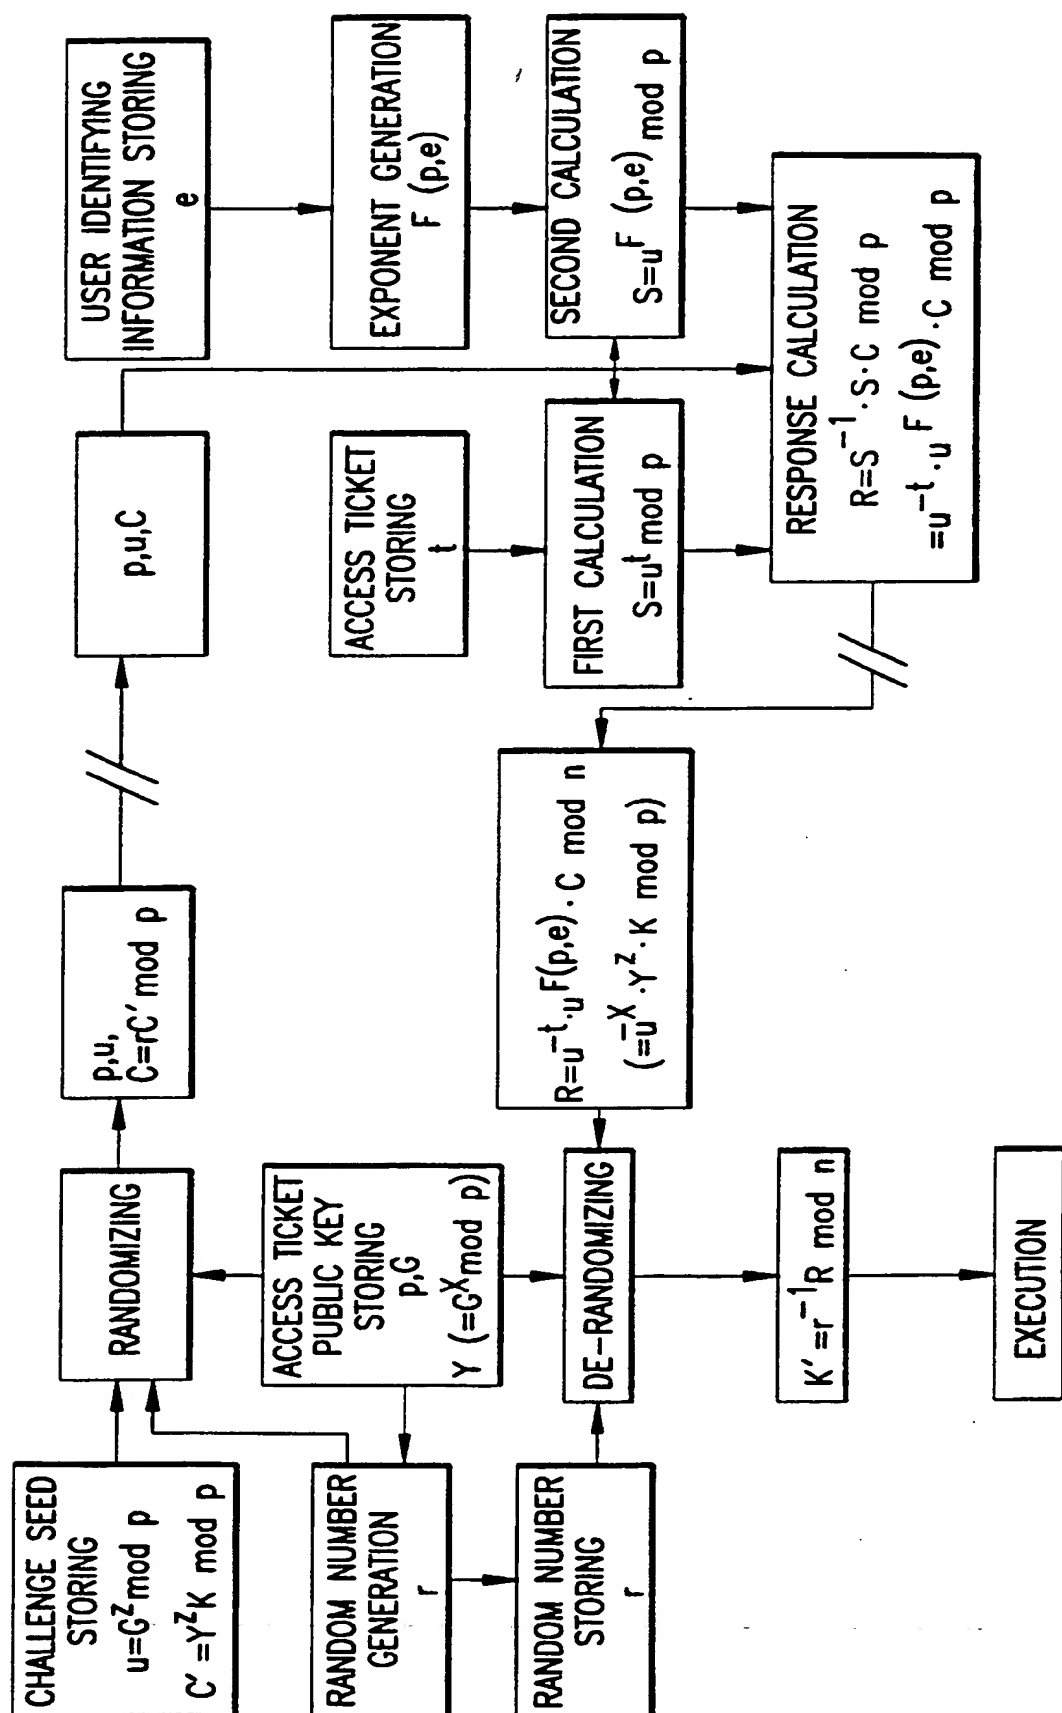 CHALLENGE SEED
STORING
u=G^z mod p
C′=Y^zK mod p
RANDOM NUMBER
GENERATION
r
RANDOM NUMBER
STORING
r
RANDOMIZING
ACCESS TICKET
PUBLIC KEY
STORING
p,G
Y (=G^X mod p)
DE-RANDOMIZING
K′=r^-1R mod n
EXECUTION
p,u,
C=rC′ mod p
R=u^-t·u^F(p,e)·C mod n
(=u^-X·Y^z·K mod p)
p,u,C
ACCESS TICKET
STORING
t
FIRST CALCULATION
S=u^t mod p
USER IDENTIFYING
INFORMATION STORING
e
EXPONENT GENERATION
F (p,e)
SECOND CALCULATION
S=u^F (p,e) mod p
RESPONSE CALCULATION
R=S^-1·S·C mod p
=u^-t·u^F (p,e)·C mod p